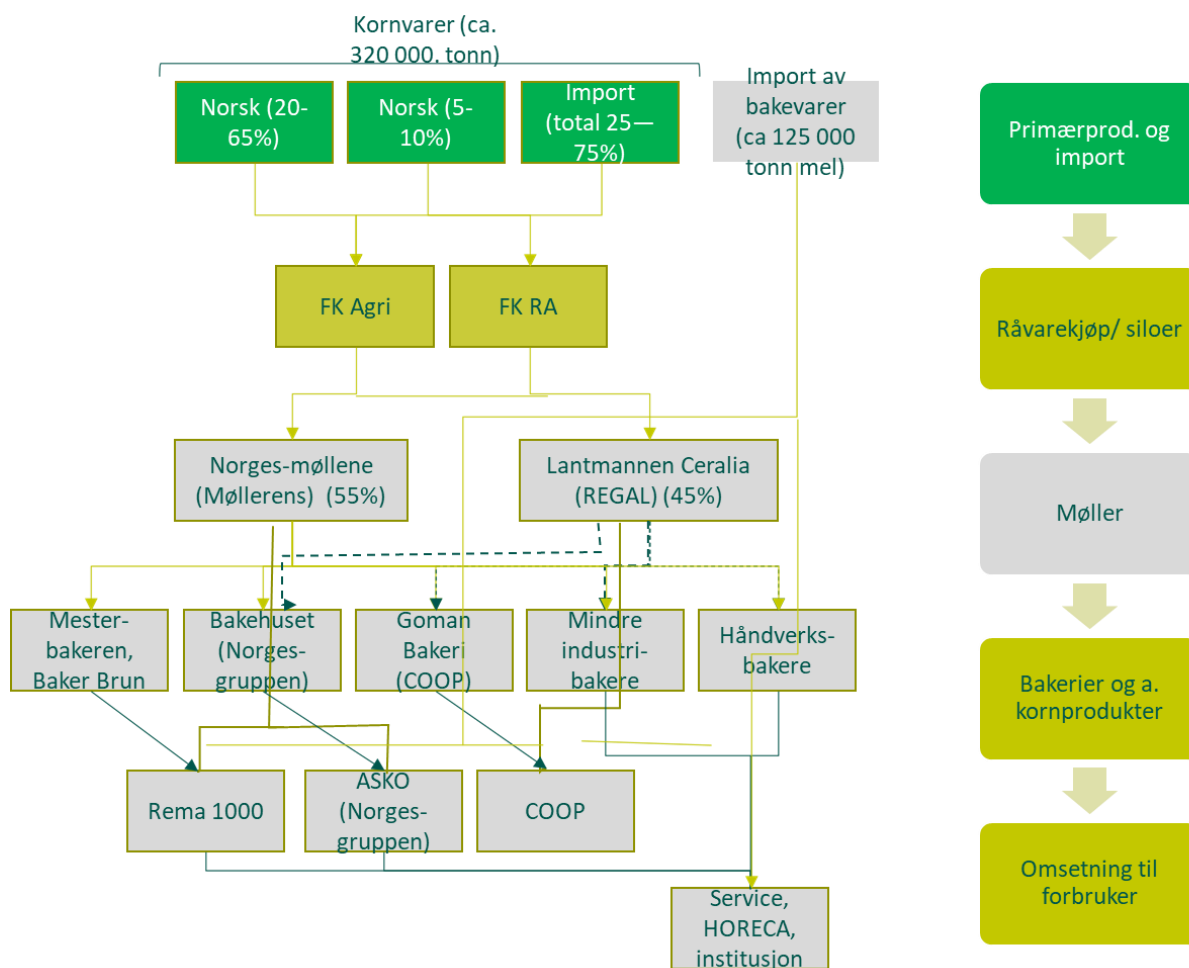 Kornvarer (ca.
320 000. tonn)
Norsk (20-
65%)
Norsk (5-
10%)
Import
(total 25—
75%)
Import av
bakevarer
(ca 125 000
tonn mel)
FK Agri
FK RA
Norges-møllene
(Møllerens)  (55%)
Lantmannen Ceralia
(REGAL) (45%)
Mester-
bakeren,
Baker Brun
Bakehuset
(Norges-
gruppen)
Goman
Bakeri
(COOP)
Mindre
industri-
bakere
Håndverks-
bakere
Rema 1000
ASKO
(Norges-
gruppen)
COOP
Service,
HORECA,
institusjon
Primærprod. og
import
Råvarekjøp/ siloer
Møller
Bakerier og a.
kornprodukter
Omsetning til
forbruker